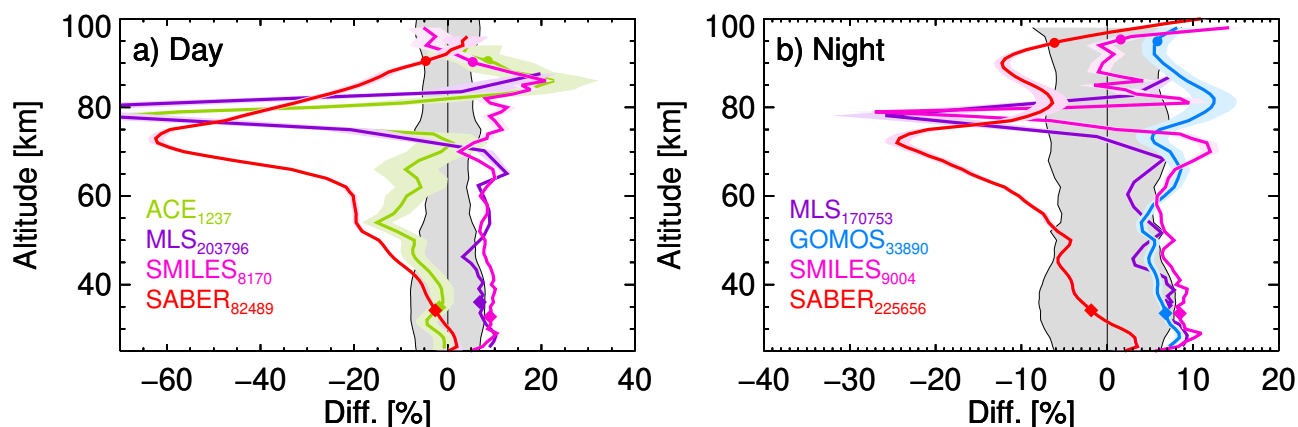 a) Day
Altitude [km]
100
80
60
40
ACE1237
MLS203796
SMILES8170
SABER82489
−60 −40 −20 0 20 40
Diff. [%]
b) Night
Altitude [km]
100
80
60
40
MLS170753
GOMOS33890
SMILES9004
SABER225656
−40 −30 −20 −10 0 10 20
Diff. [%]